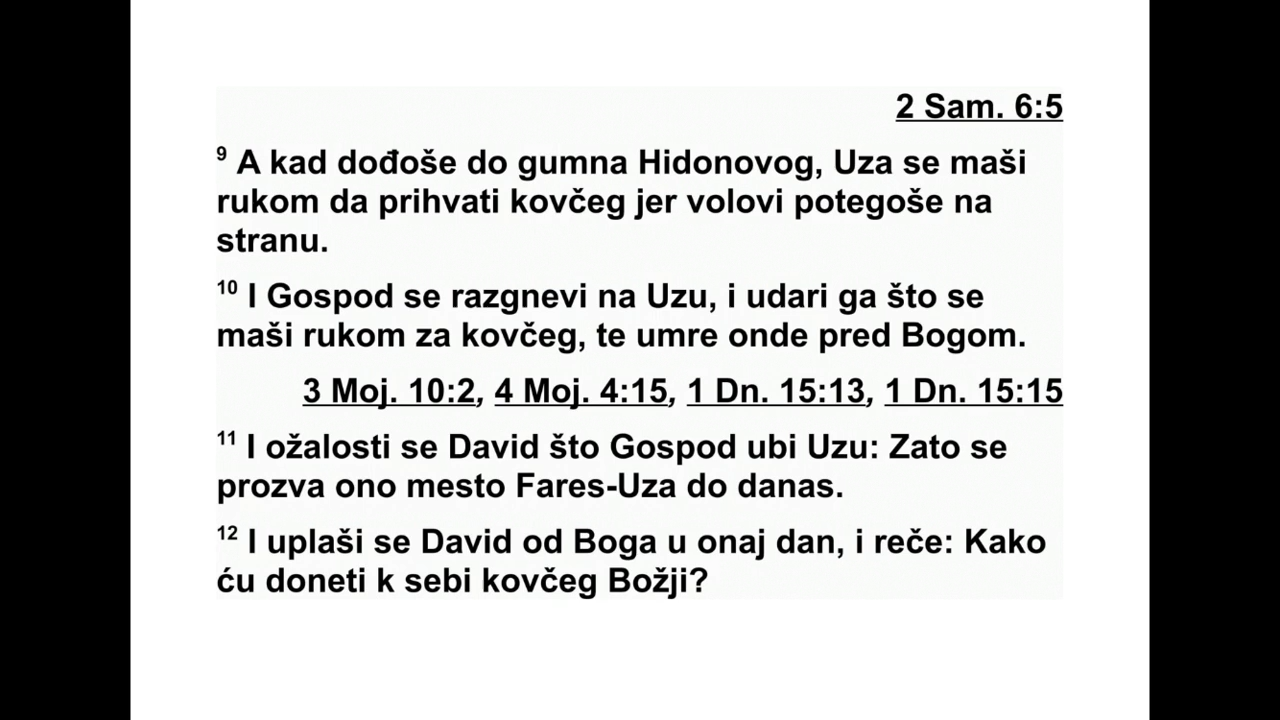 2 Sam. 6:5
9 A kad dođoše do gumna Hidonovog, Uza se maši
rukom da prihvati kovčeg jer volovi potegoše na
stranu.
10 I Gospod se razgnevi na Uzu, i udari ga što se
maši rukom za kovčeg, te umre onde pred Bogom.
3 Moj. 10:2, 4 Moj. 4:15, 1 Dn. 15:13, 1 Dn. 15:15
11 I ožalosti se David što Gospod ubi Uzu: Zato se
prozva ono mesto Fares-Uza do danas.
12 I uplaši se David od Boga u onaj dan, i reče: Kako
ću doneti k sebi kovčeg Božji?